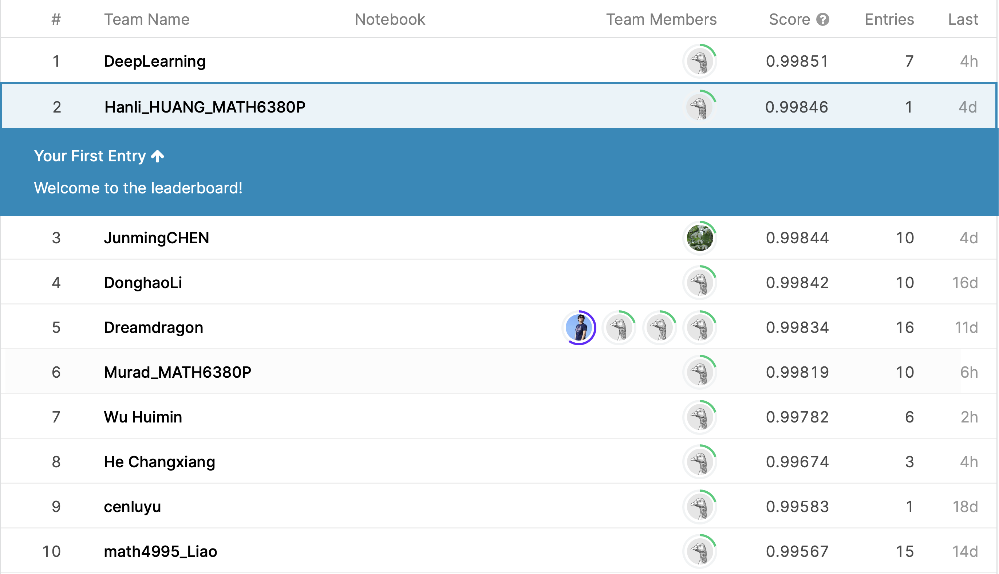 # Team Name Notebook Team Members Score ? Entries Last
1 DeepLearning 0.99851 7 4h
2 Hanli_HUANG_MATH6380P 0.99846 1 4d
Your First Entry ↑
Welcome to the leaderboard!
3 JunmingCHEN 0.99844 10 4d
4 DonghaoLi 0.99842 10 16d
5 Dreamdragon 0.99834 16 11d
6 Murad_MATH6380P 0.99819 10 6h
7 Wu Huimin 0.99782 6 2h
8 He Changxiang 0.99674 3 4h
9 cenluyu 0.99583 1 18d
10 math4995_Liao 0.99567 15 14d